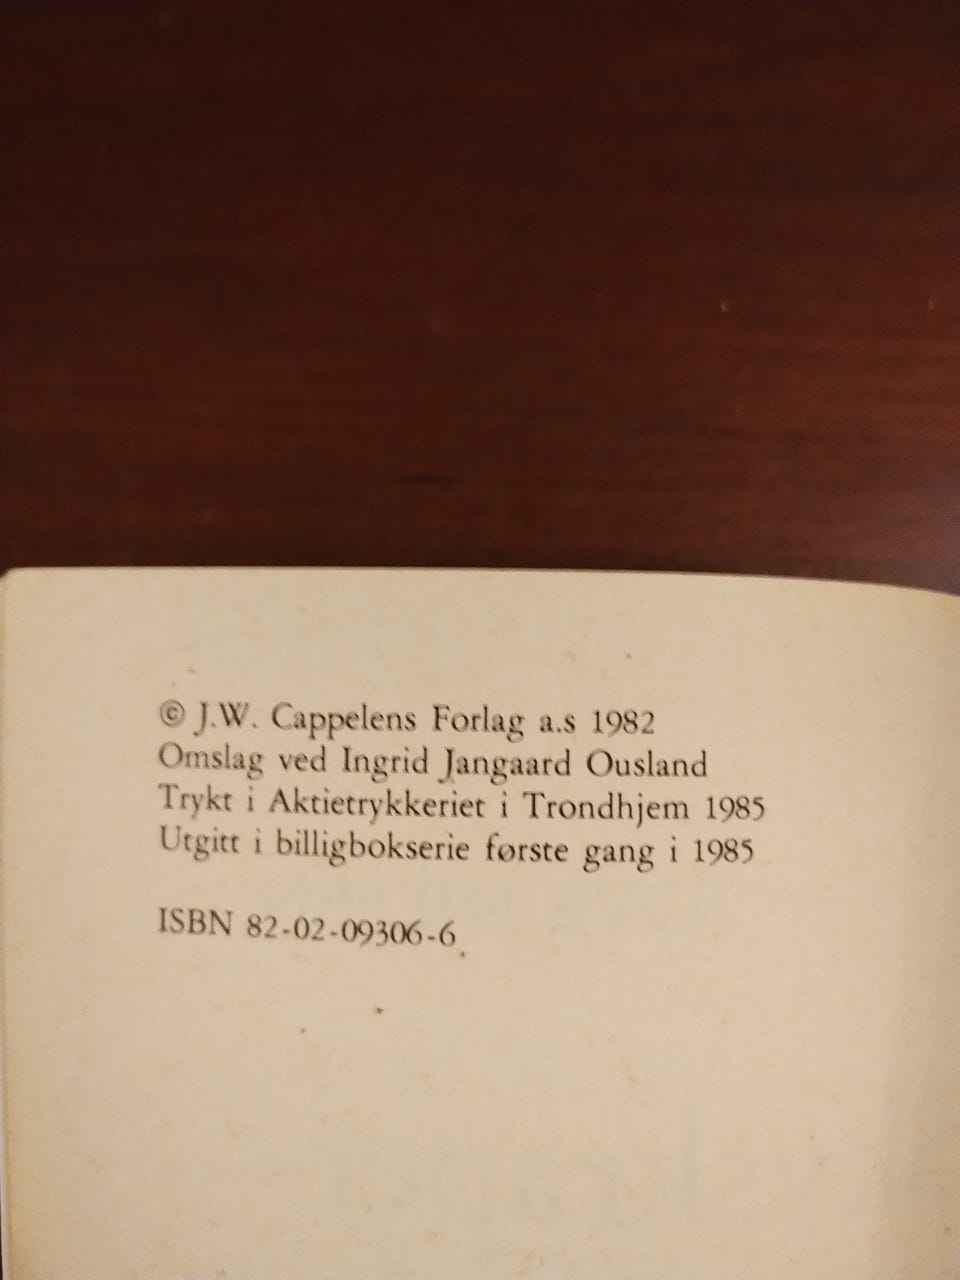 © J.W. Cappelens Forlag a.s 1982
Omslag ved Ingrid Jangaard Ousland
Trykt i Aktietrykkeriet i Trondhjem 1985
Utgitt i billigbokserie første gang i 1985
ISBN 82-02-09306-6